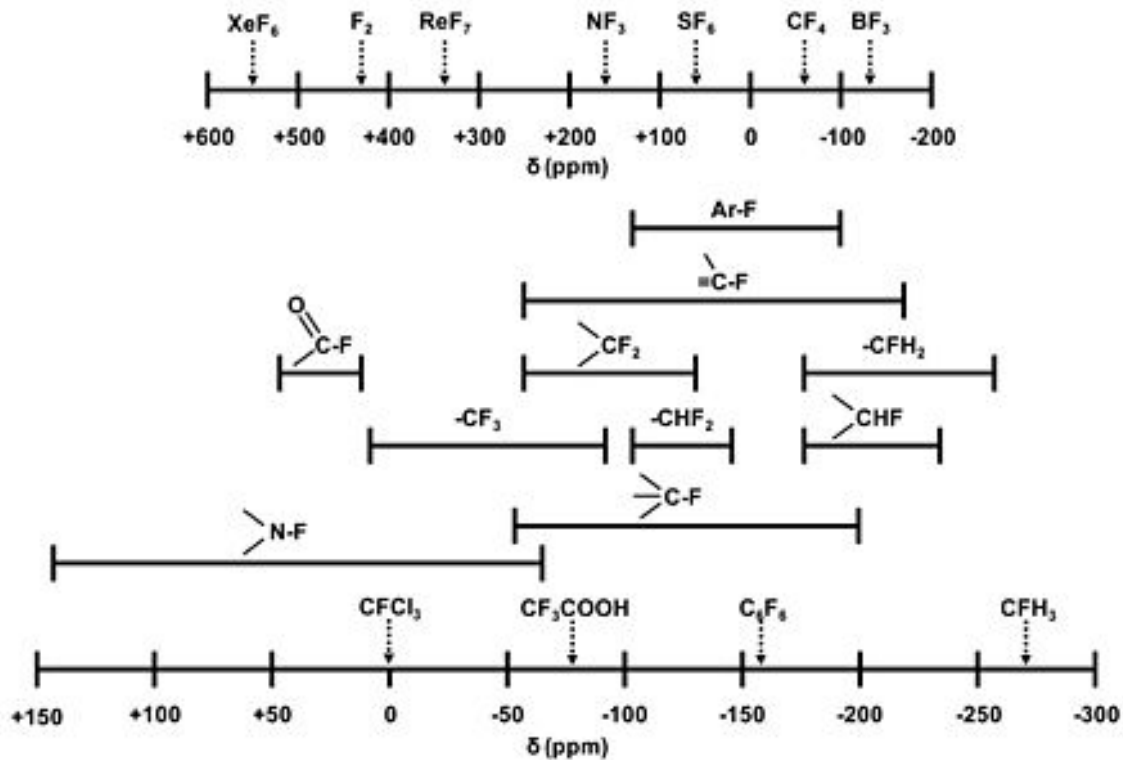 XeF₆ F₂ ReF₇ NF₃ SF₆ CF₄ BF₃
+600 +500 +400 +300 +200 +100 0 -100 -200
δ (ppm)
Ar-F
=C-F
O
C-F CF₂ -CFH₂
-CF₃ -CHF₂ CHF
C-F
N-F
CFCl₃ CF₃COOH C₆F₆ CFH₃
+150 +100 +50 0 -50 -100 -150 -200 -250 -300
δ (ppm)